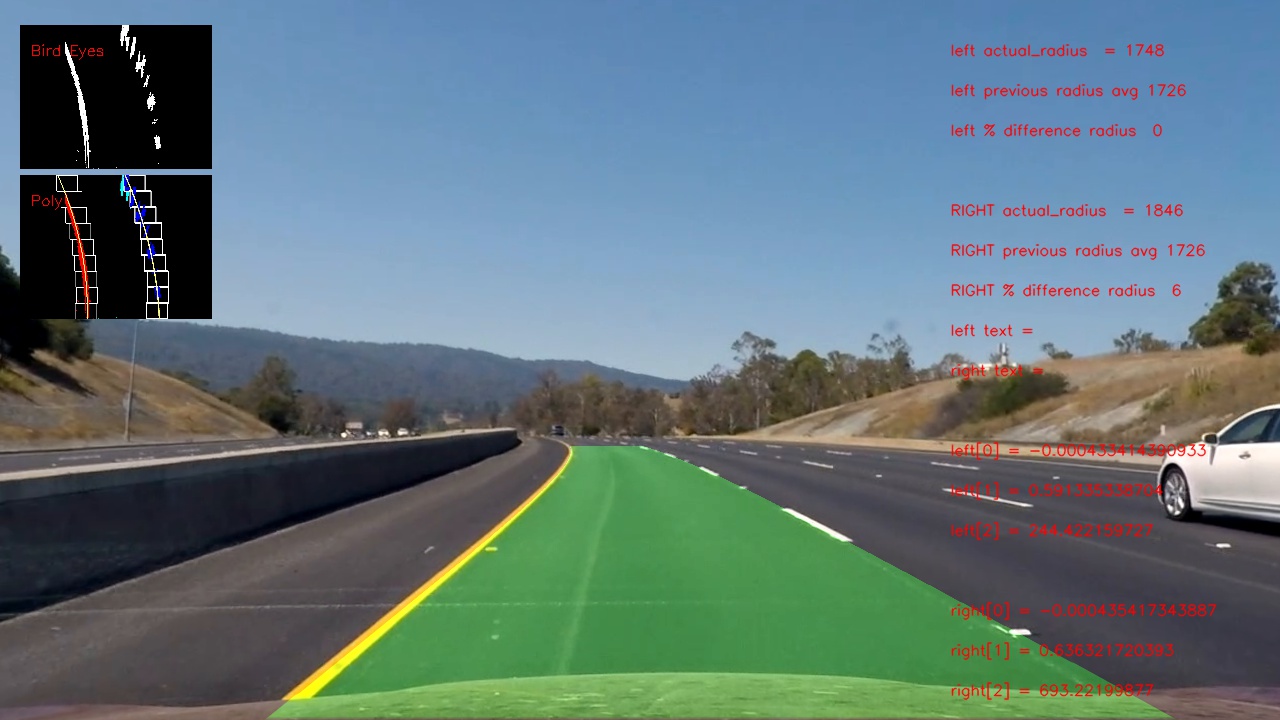 Bird Eyes
Poly
left actual_radius = 1748
left previous radius avg 1726
left % difference radius 0
RIGHT actual_radius = 1846
RIGHT previous radius avg 1726
RIGHT % difference radius 6
left text =
right text =
left[0] = -0.000433414390933
left[1] = 0.591335338704
left[2] = 244.422159727
right[0] = -0.000435417343887
right[1] = 0.636321720393
right[2] = 693.22199877